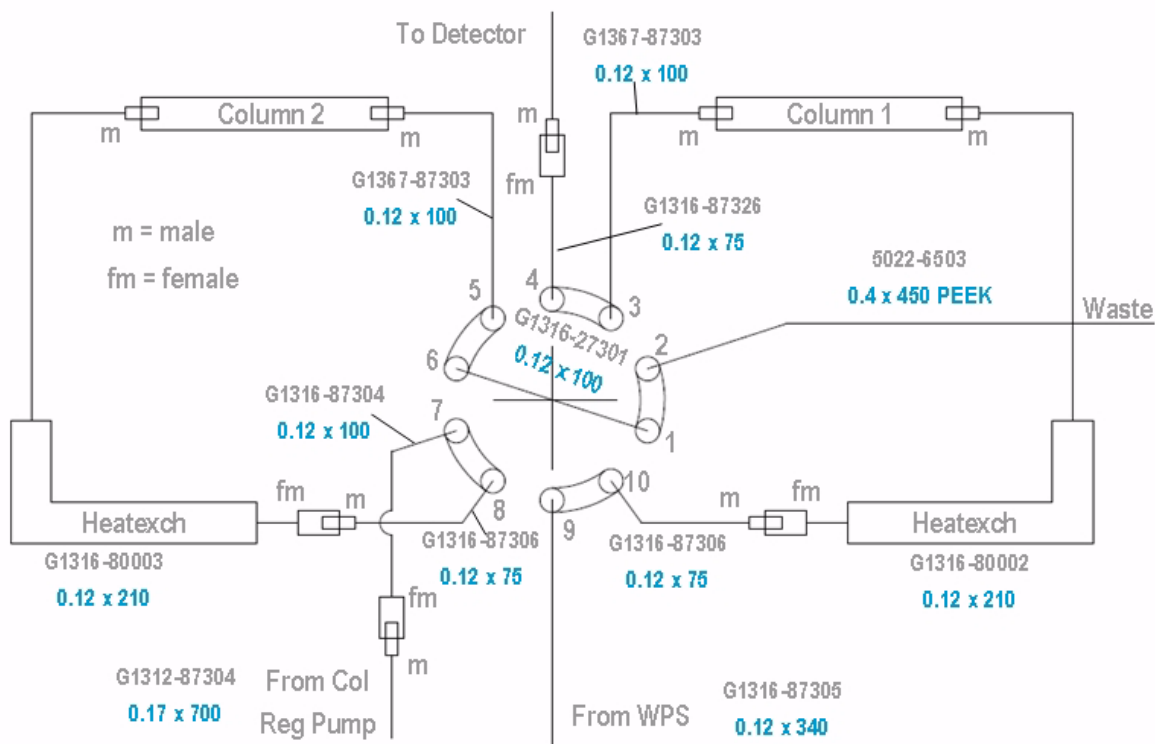 To Detector
G1367-87303
0.12 x 100
Column 2
Column 1
m
m
m
m
m
fm
G1367-87303
0.12 x 100
G1316-87326
0.12 x 75
m = male
fm = female
5022-6503
0.4 x 450 PEEK
Waste
5
4
3
G1316-27301
0.12 x 100
6
2
G1316-87304
0.12 x 100
7
1
8
9
10
fm
m
m
fm
Heatexch
Heatexch
G1316-80003
0.12 x 210
G1316-87306
0.12 x 75
G1316-87306
0.12 x 75
G1316-80002
0.12 x 210
fm
m
G1312-87304
0.17 x 700
From Col
Reg Pump
From WPS
G1316-87305
0.12 x 340